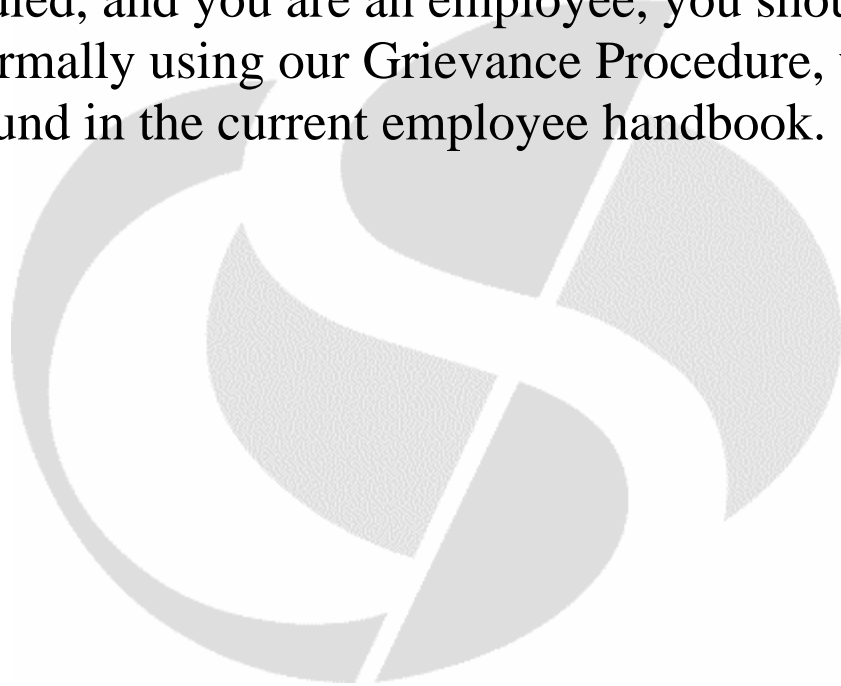 and you are an employee, you
using our Grievance Procedure,
in the current employee handbook.